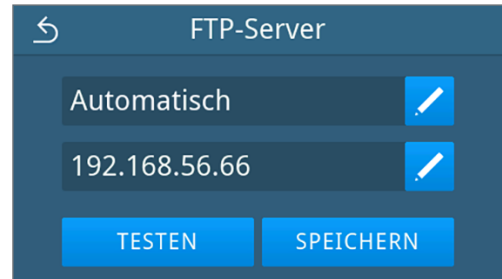 FTP-Server
Automatisch
192.168.56.66
TESTEN SPEICHERN